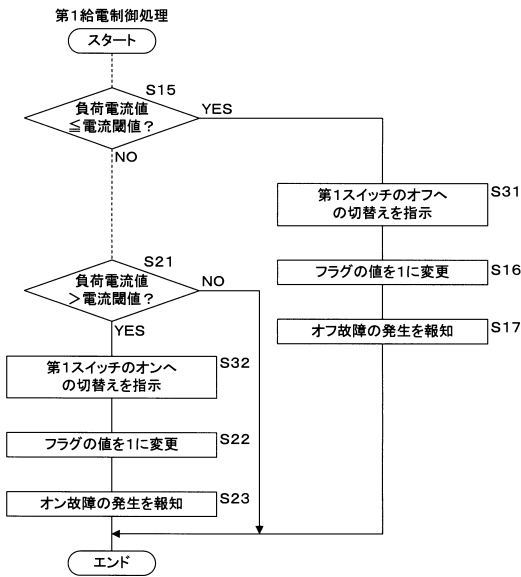 第1給電制御処理
スタート
S15
負荷電流値
≦電流閾値?
YES
NO
S31
第1スイッチのオフへ
の切替えを指示
S21
負荷電流値
>電流閾値?
NO
YES
S16
フラグの値を1に変更
S17
オフ故障の発生を報知
S32
第1スイッチのオンへ
の切替えを指示
S22
フラグの値を1に変更
S23
オン故障の発生を報知
エンド